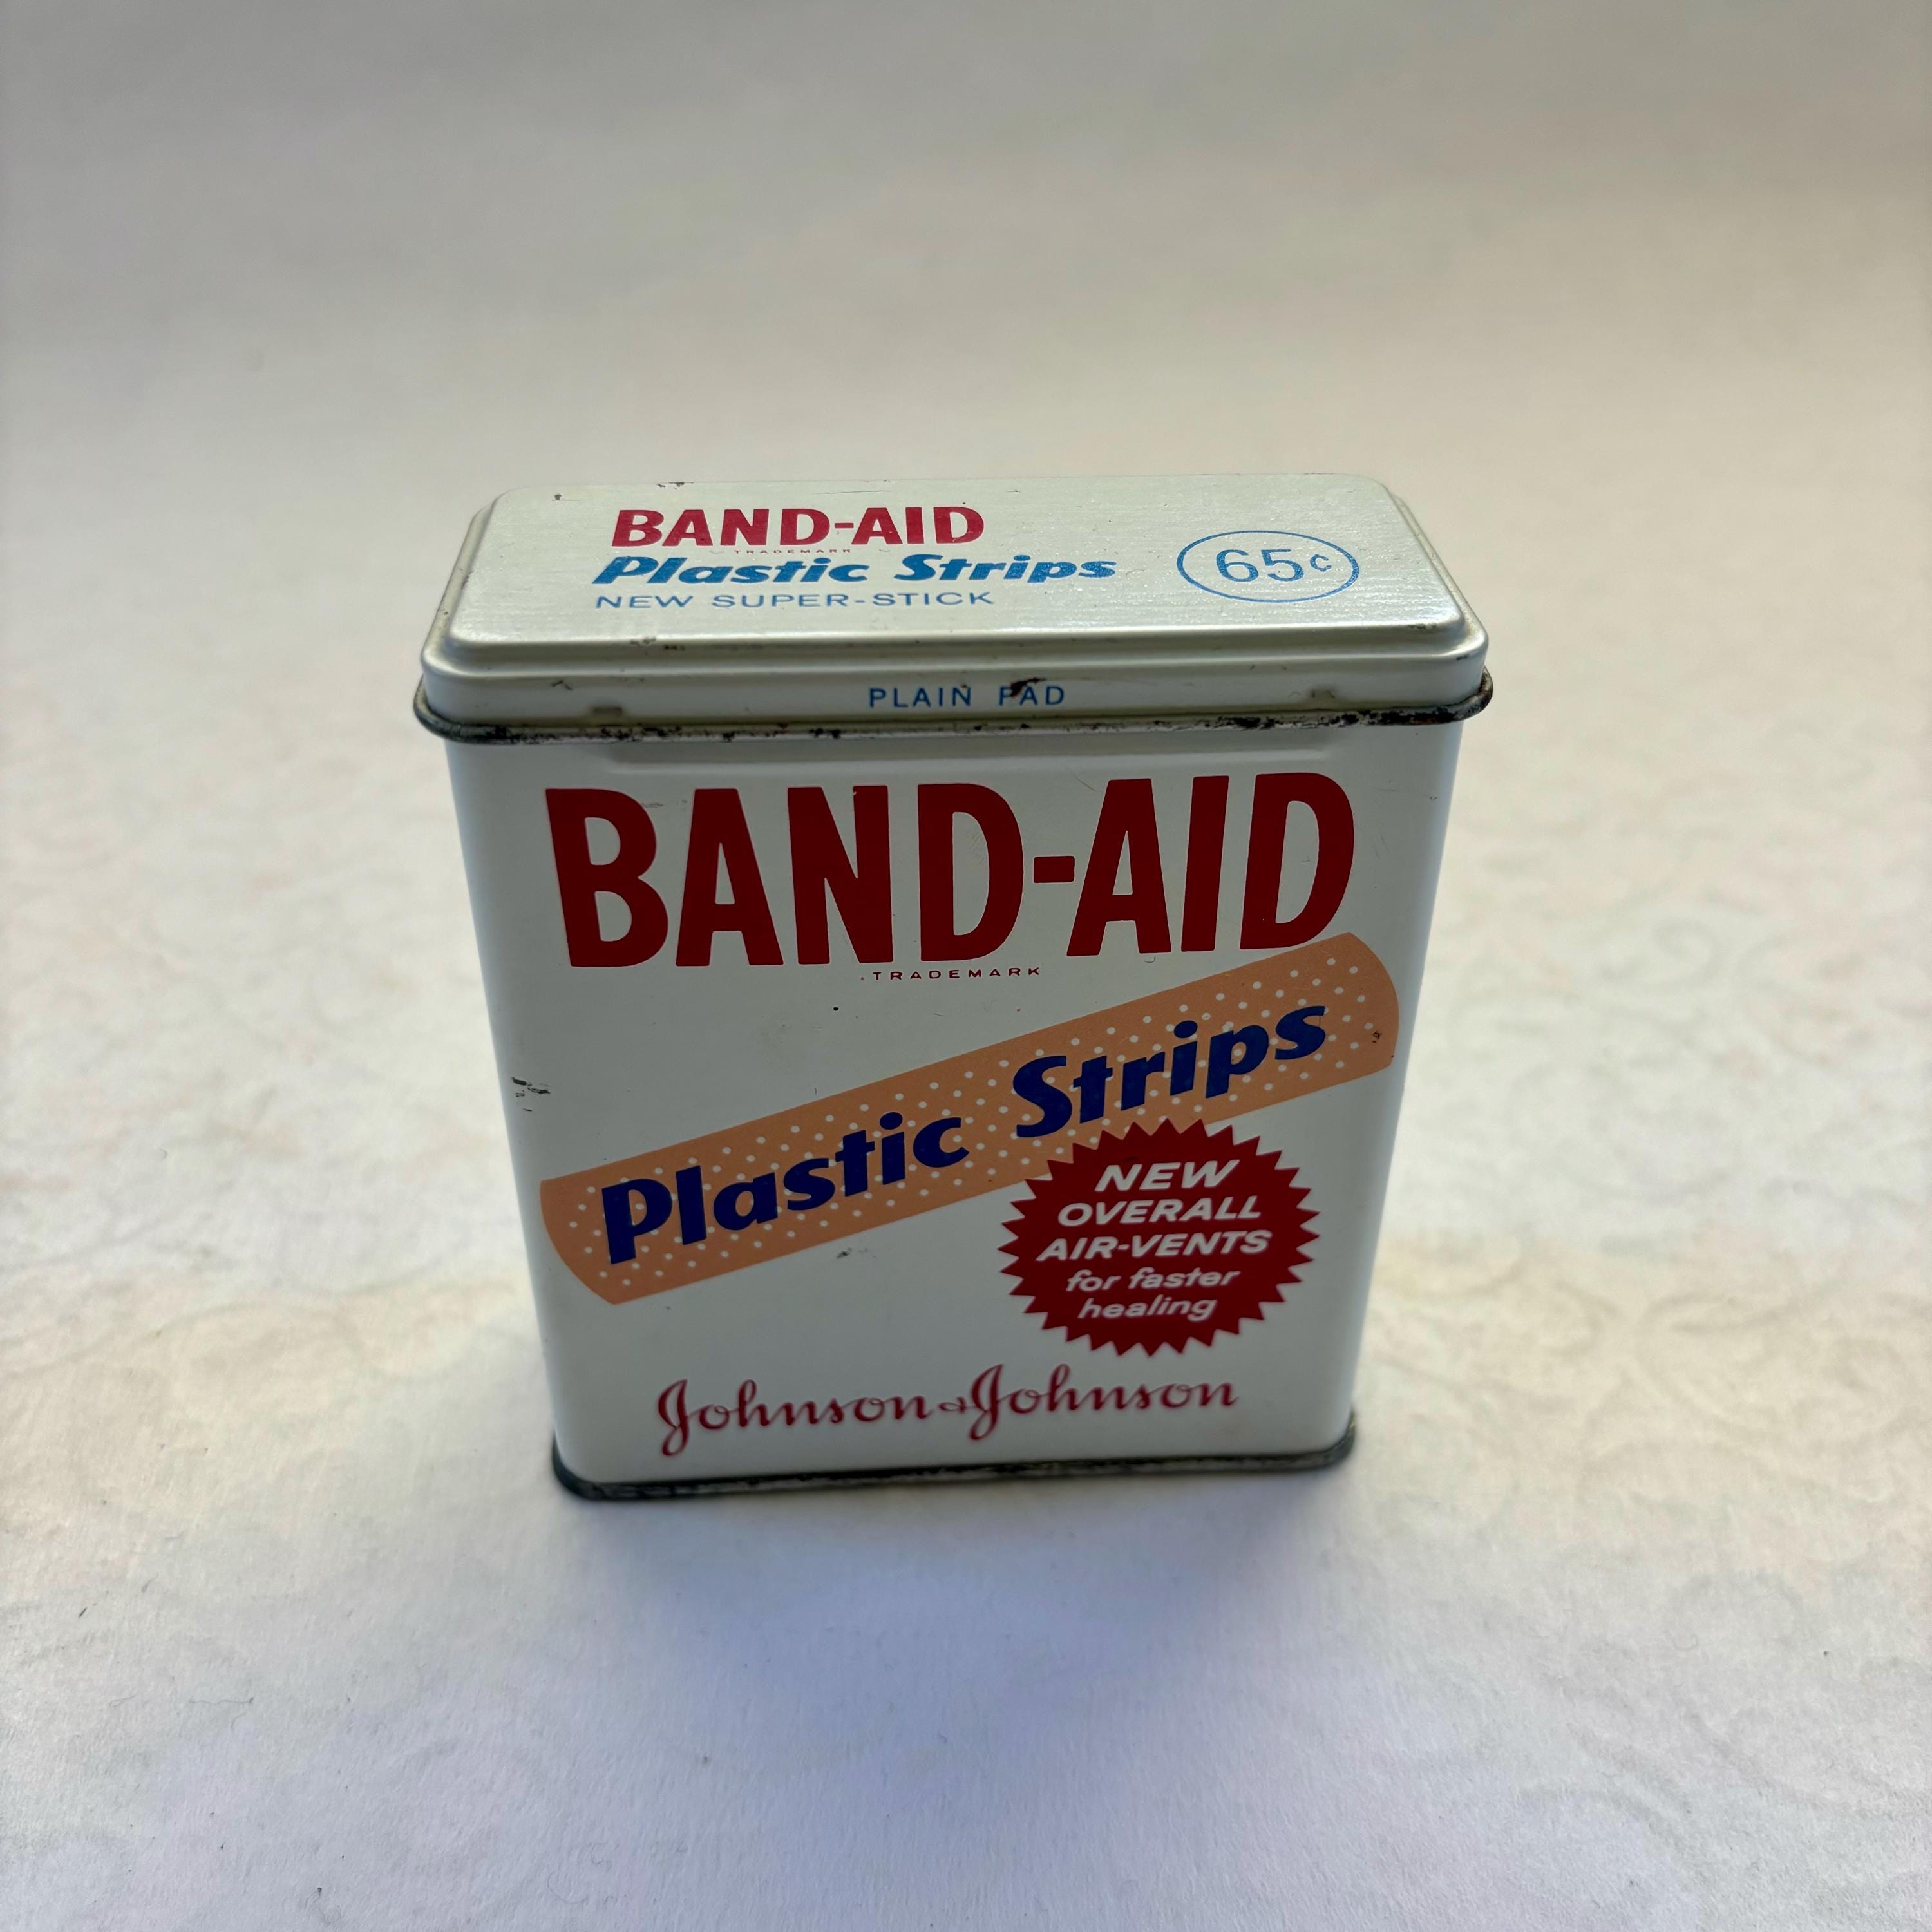 BAND-AID
TRADEMARK
Plastic Strips
NEW SUPER-STICK
65¢
PLAIN PAD
BAND-AID
TRADEMARK
Plastic Strips
NEW
OVERALL
AIR-VENTS
for faster
healing
Johnson & Johnson